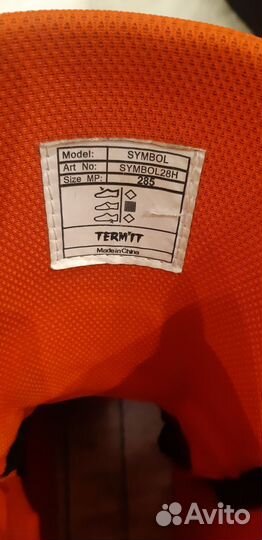 Model: SYMBOL
Art No: SYMBOL28H
Size MP: 285
TERM'IT
Made in China
Avito